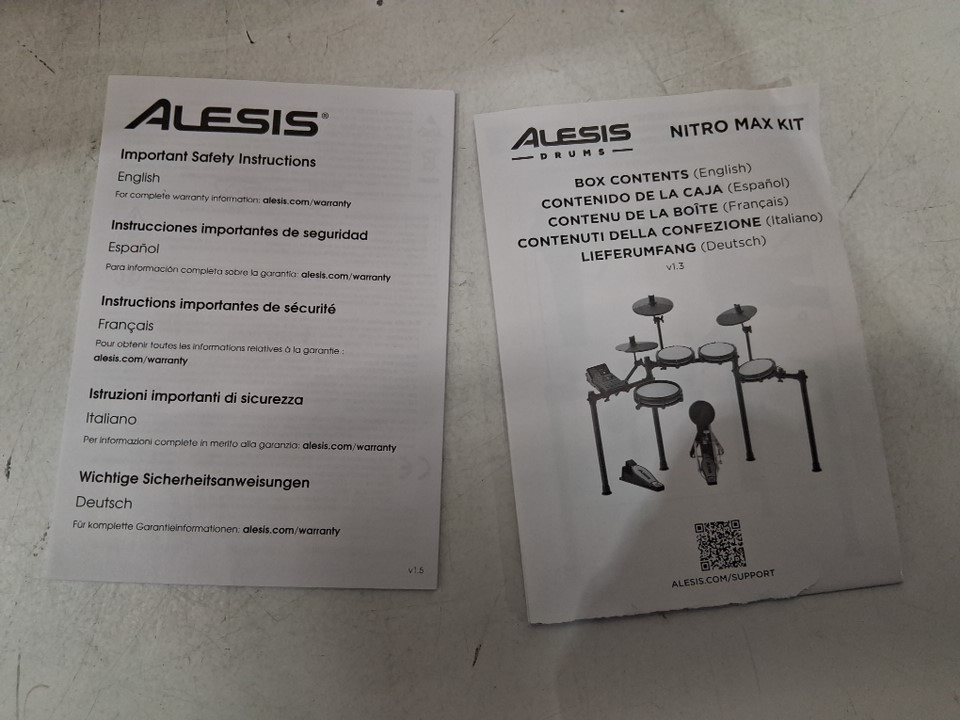 ALESIS®
Important Safety Instructions
English
For complete warranty information: alesis.com/warranty
Instrucciones importantes de seguridad
Español
Para información completa sobre la garantía: alesis.com/warranty
Instructions importantes de sécurité
Français
Pour obtenir toutes les informations relatives à la garantie :
alesis.com/warranty
Istruzioni importanti di sicurezza
Italiano
Per informazioni complete in merito alla garanzia: alesis.com/warranty
Wichtige Sicherheitsanweisungen
Deutsch
Für komplette Garantieinformationen: alesis.com/warranty
v1.5
ALESIS
DRUMS
NITRO MAX KIT
BOX CONTENTS (English)
CONTENIDO DE LA CAJA (Español)
CONTENU DE LA BOÎTE (Français)
CONTENUTI DELLA CONFEZIONE (Italiano)
LIEFERUMFANG (Deutsch)
v1.3
ALESIS.COM/SUPPORT